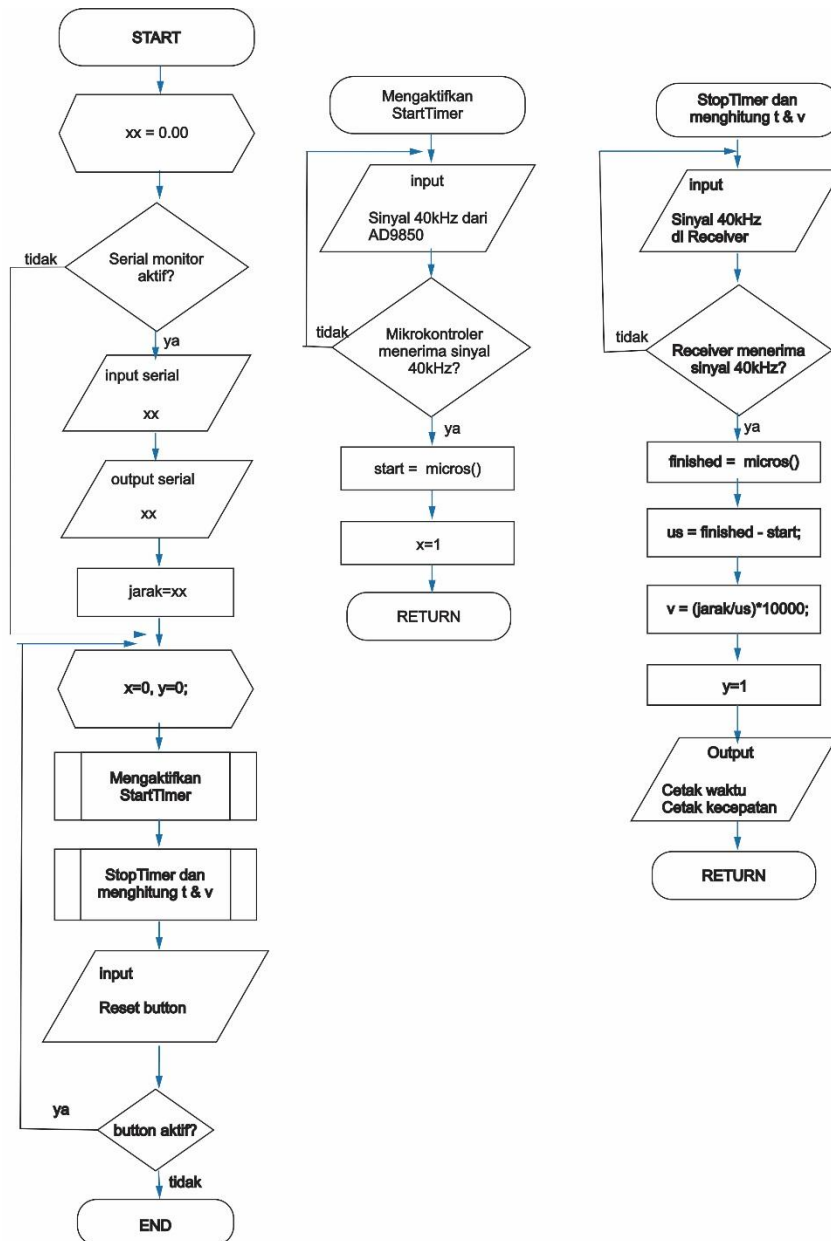 START
xx = 0.00
Serial monitor
aktif?
tidak
ya
input serial
xx
output serial
xx
jarak=xx
x=0, y=0;
Mengaktifkan
StartTimer
StopTimer dan
menghitung t & v
input
Reset button
button aktif?
ya
tidak
END
Mengaktifkan
StartTimer
input
Sinyal 40kHz dari
AD9850
Mikrokontroler
menerima sinyal
40kHz?
tidak
ya
start = micros()
x=1
RETURN
StopTimer dan
menghitung t & v
input
Sinyal 40kHz
di Receiver
Receiver menerima
sinyal 40kHz?
tidak
ya
finished = micros()
us = finished - start;
v = (jarak/us)*10000;
y=1
Output
Cetak waktu
Cetak kecepatan
RETURN